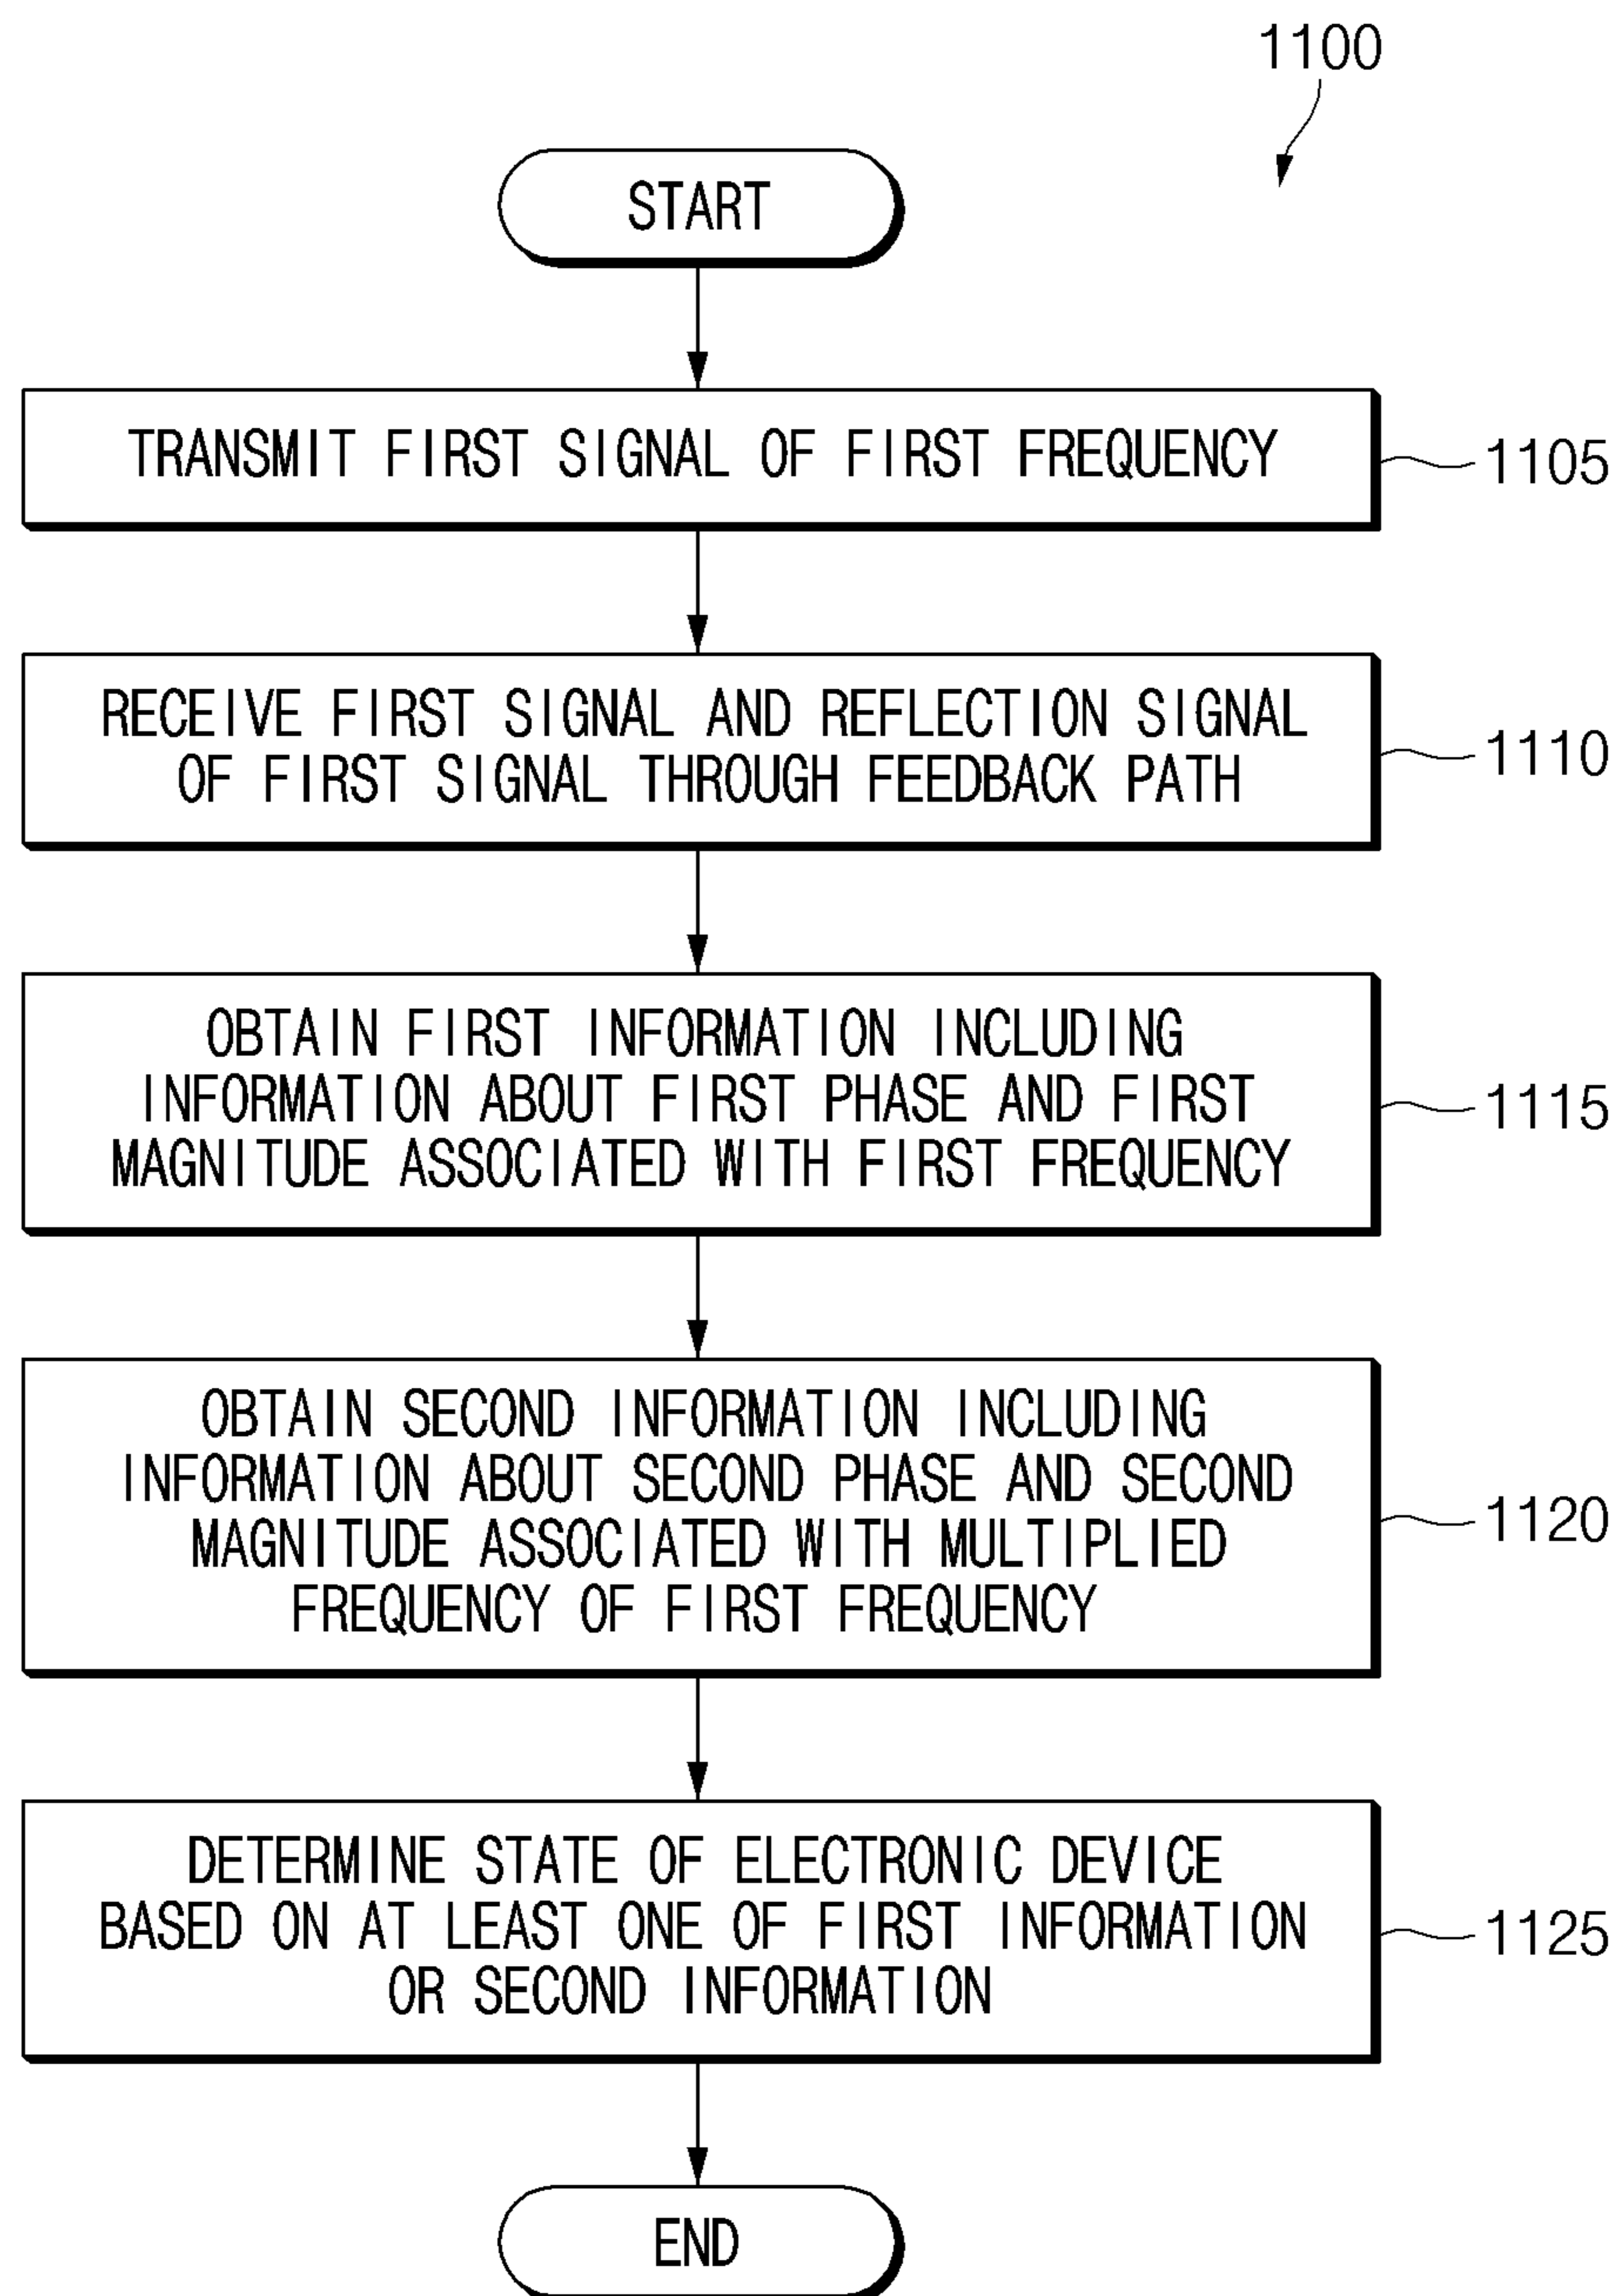 1100
START
TRANSMIT FIRST SIGNAL OF FIRST FREQUENCY
1105
RECEIVE FIRST SIGNAL AND REFLECTION SIGNAL
OF FIRST SIGNAL THROUGH FEEDBACK PATH
1110
OBTAIN FIRST INFORMATION INCLUDING
INFORMATION ABOUT FIRST PHASE AND FIRST
MAGNITUDE ASSOCIATED WITH FIRST FREQUENCY
1115
OBTAIN SECOND INFORMATION INCLUDING
INFORMATION ABOUT SECOND PHASE AND SECOND
MAGNITUDE ASSOCIATED WITH MULTIPLIED
FREQUENCY OF FIRST FREQUENCY
1120
DETERMINE STATE OF ELECTRONIC DEVICE
BASED ON AT LEAST ONE OF FIRST INFORMATION
OR SECOND INFORMATION
1125
END